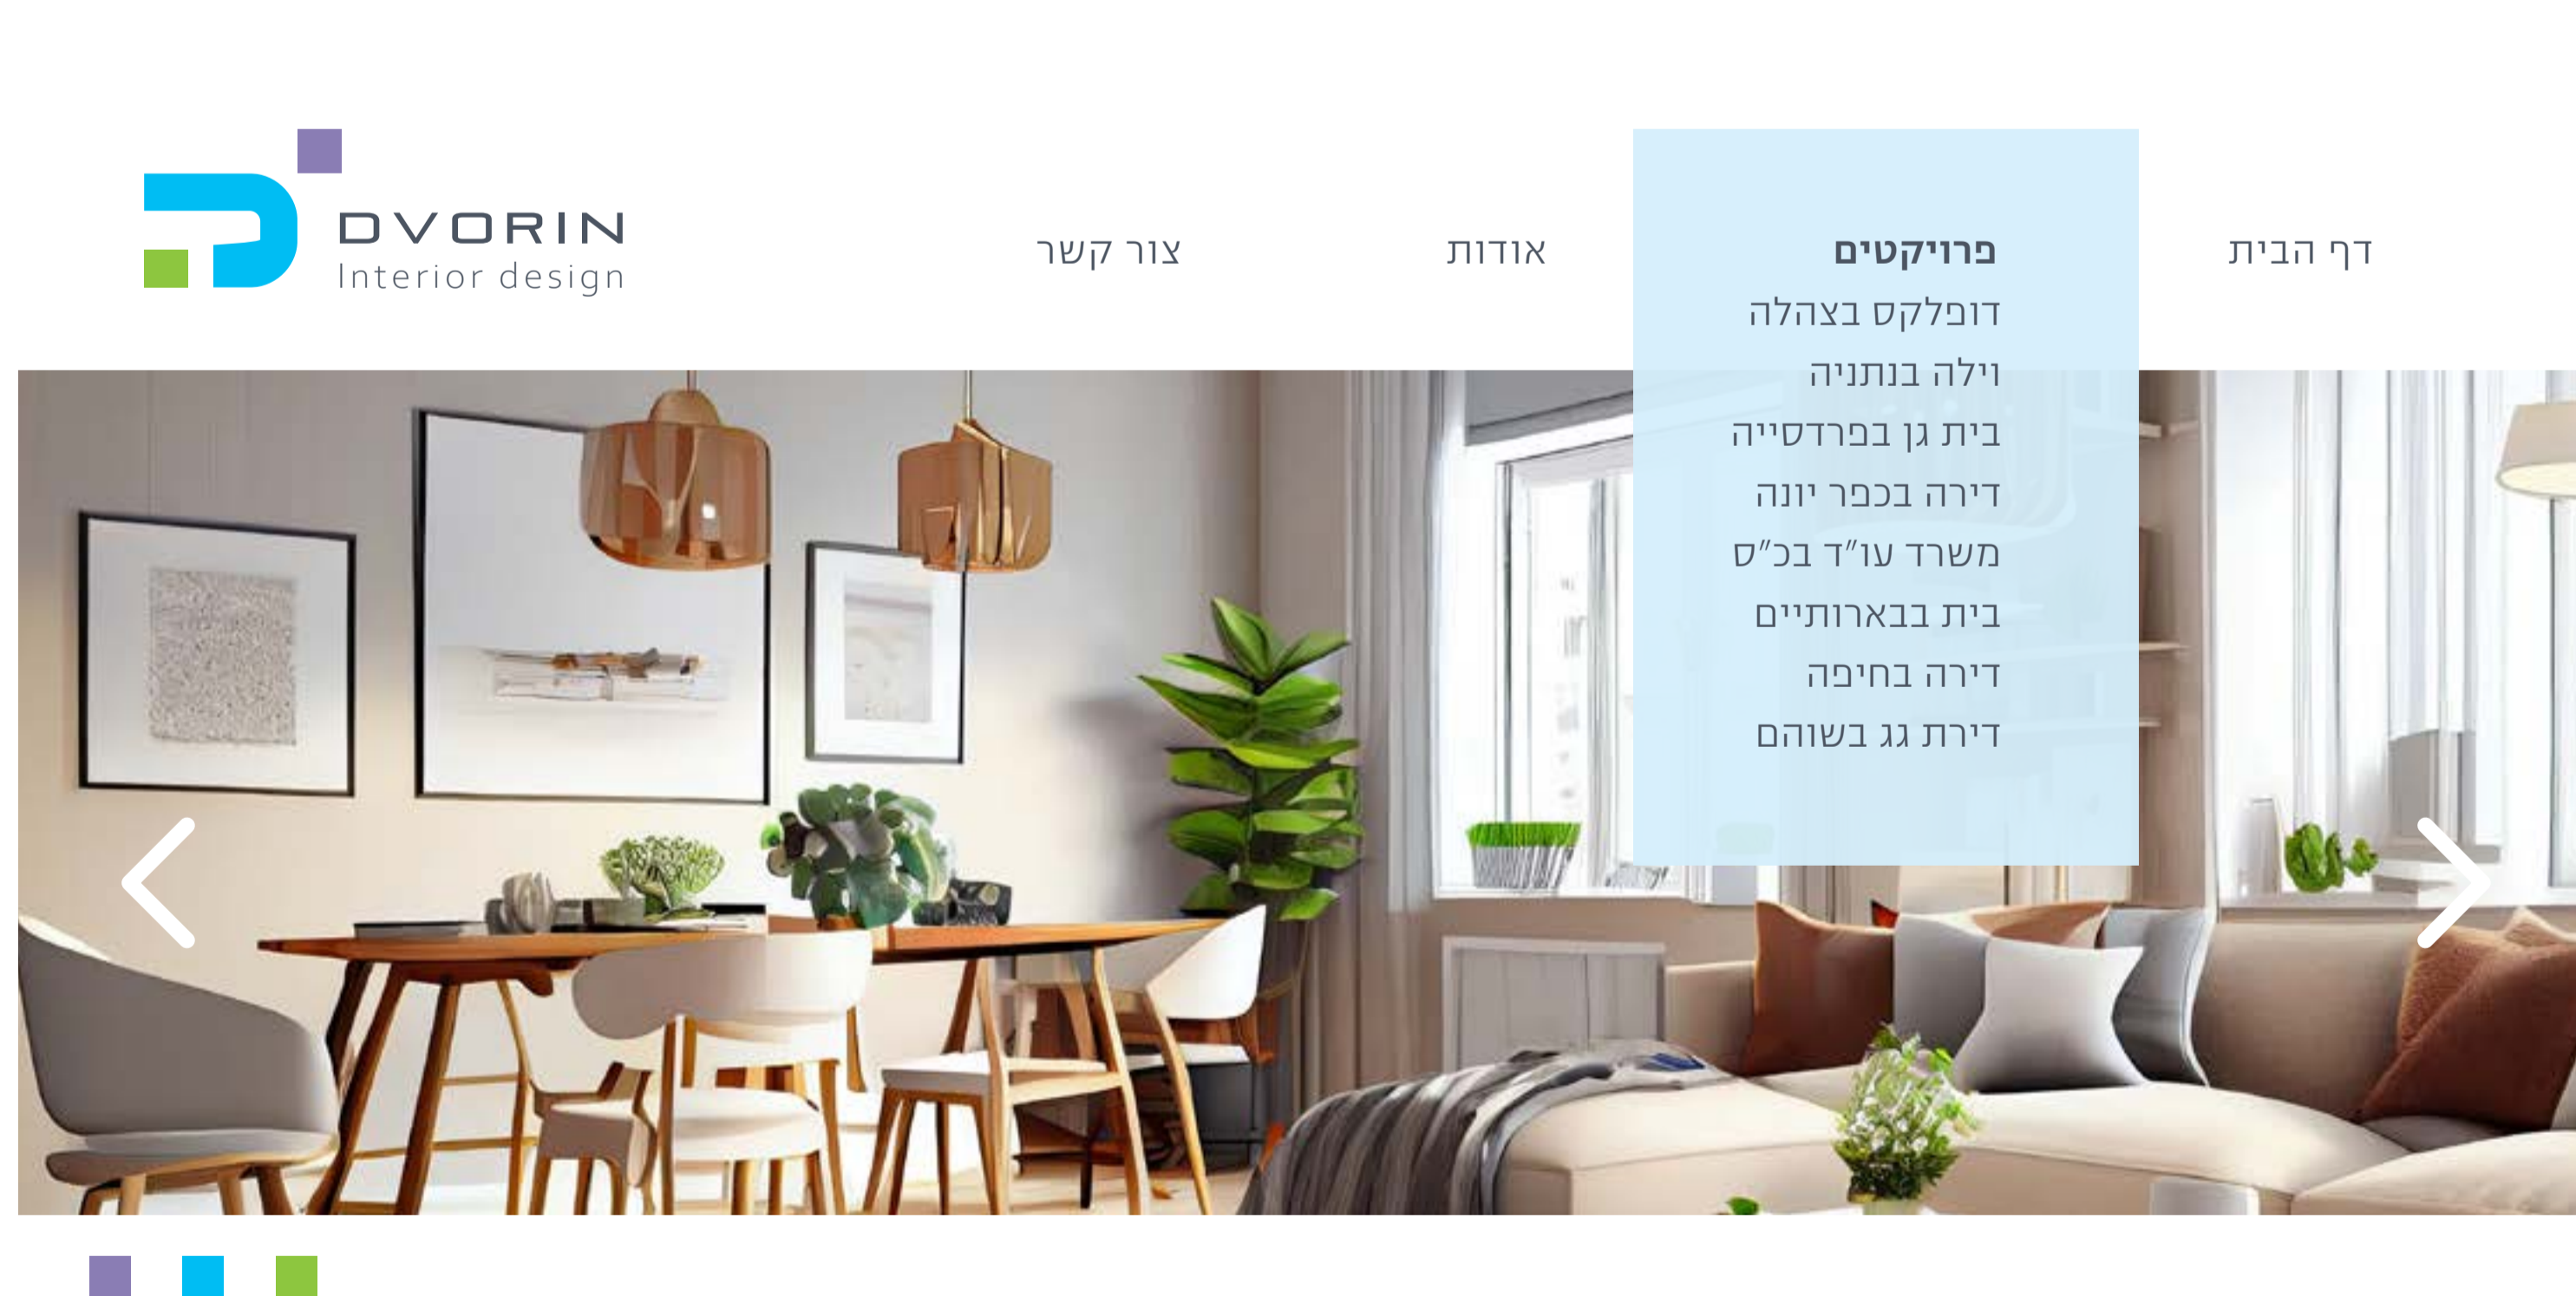 דף הבית
פרויקטים
דופלקס בצהלה
וילה בנתניה
בית גן בפרדסייה
דירה בכפר יונה
משרד עו״ד בכ״ס
בית בבארותיים
דירה בחיפה
דירת גג בשוהם
אודות
צור קשר
DVORIN
Interior design